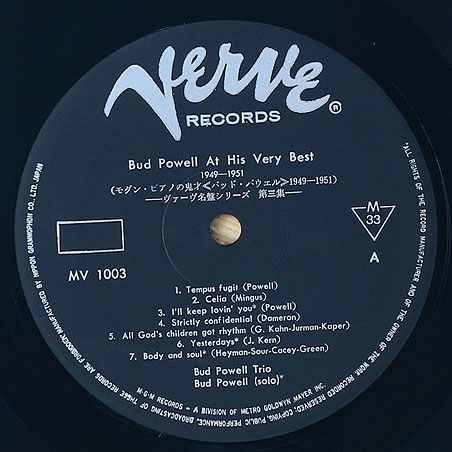 Verve
RECORDS ®
Bud Powell At His Very Best
1949—1951
(モダン・ピアノの鬼才≪バッド・パウエル≫1949—1951)
——ヴァーヴ名盤シリーズ 第三集——
M
33
MV 1003
A
1. Tempus fugit (Powell)
2. Celia (Mingus)
3. I'll keep lovin' you* (Powell)
4. Strictly confidential (Dameron)
5. All God's children got rhythm (G. Kahn-Jurman-Kaper)
6. Yesterdays* (J. Kern)
7. Body and soul* (Heyman-Sour-Cacey-Green)
Bud Powell Trio
Bud Powell (solo)*
M-G-M RECORDS — A DIVISION OF METRO GOLDWYN MAYER INC.
"ALL RIGHTS OF THE RECORD MANUFACTURER AND OF THE OWNER OF THE WORK RECORDED RESERVED. COPYING, PUBLIC PERFORMANCE, BROADCASTING OF THESE RECORDS ARE FORBIDDEN" MANUFACTURED BY NIPPON GRAMMOPHON CO., LTD., JAPAN